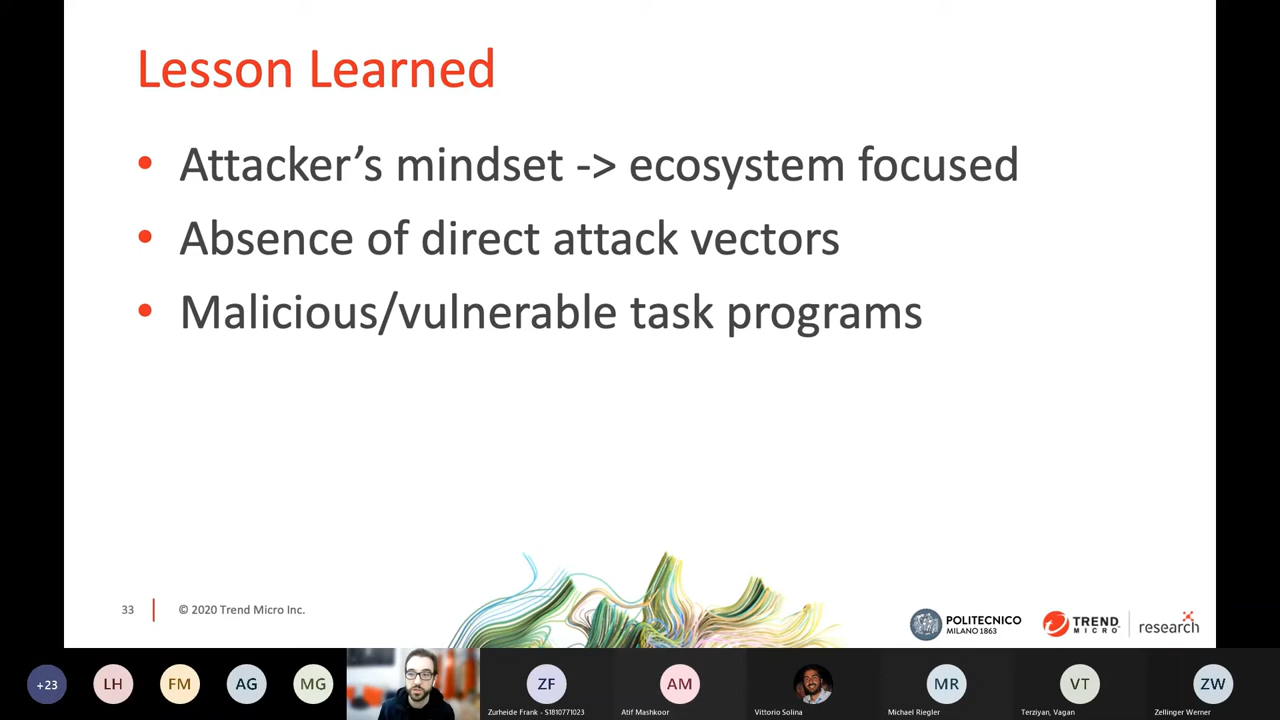 Lesson Learned
• Attacker’s mindset -> ecosystem focused
• Absence of direct attack vectors
• Malicious/vulnerable task programs
33
© 2020 Trend Micro Inc.
POLITECNICO
MILANO 1863
TREND
MICRO
research
+23
LH
FM
AG
MG
ZF
AM
MR
VT
ZW
Zurheide Frank - S1810771023
Atif Mashkoor
Vittorio Solina
Michael Riegler
Terziyan, Vagan
Zellinger Werner